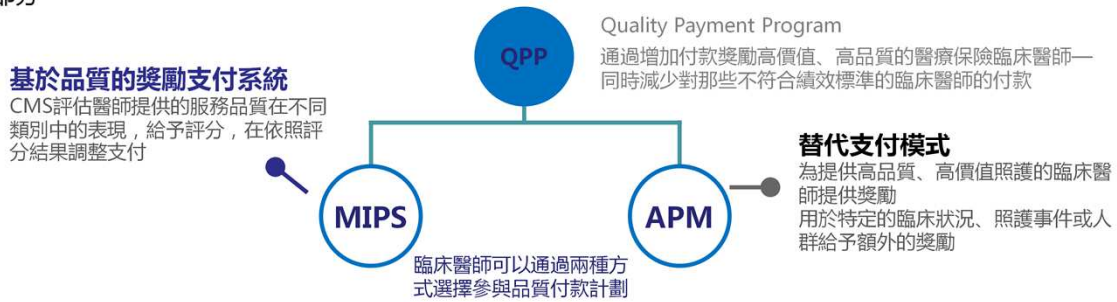 部分
QPP
Quality Payment Program
通過增加付款獎勵高價值、高品質的醫療保險臨床醫師—
同時減少對那些不符合績效標準的臨床醫師的付款
基於品質的獎勵支付系統
CMS評估醫師提供的服務品質在不同
類別中的表現，給予評分，在依照評
分結果調整支付
MIPS
APM
替代支付模式
為提供高品質、高價值照護的臨床醫
師提供獎勵
用於特定的臨床狀況、照護事件或人
群給予額外的獎勵
臨床醫師可以通過兩種方
式選擇參與品質付款計劃